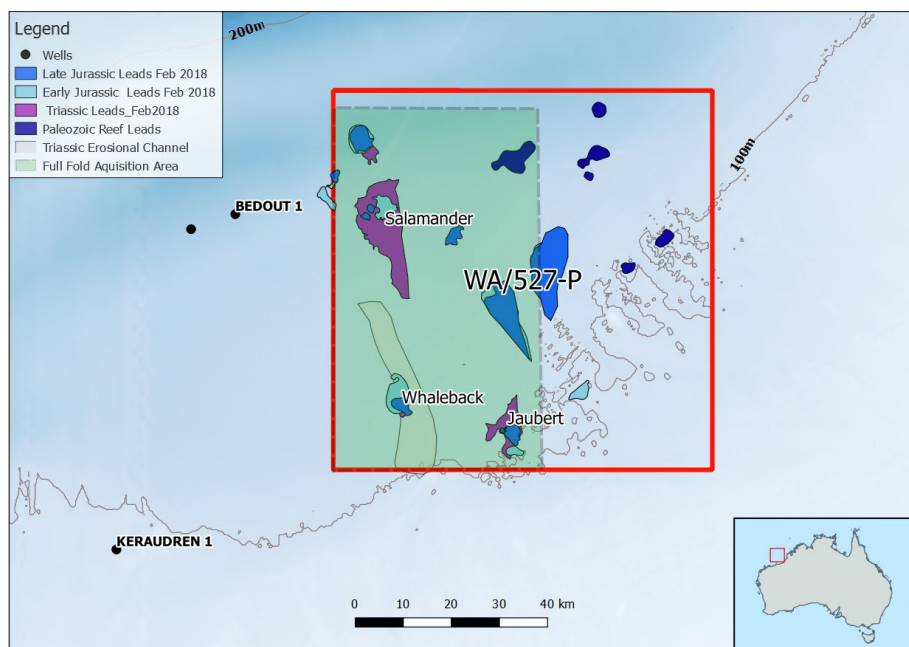 Legend
Wells
Late Jurassic Leads Feb 2018
Early Jurassic Leads Feb 2018
Triassic Leads_Feb2018
Paleozoic Reef Leads
Triassic Erosional Channel
Full Fold Aquisition Area
200m
100m
BEDOUT 1
Salamander
WA/527-P
Whaleback
Jaubert
KERAUDREN 1
0 10 20 30 40 km